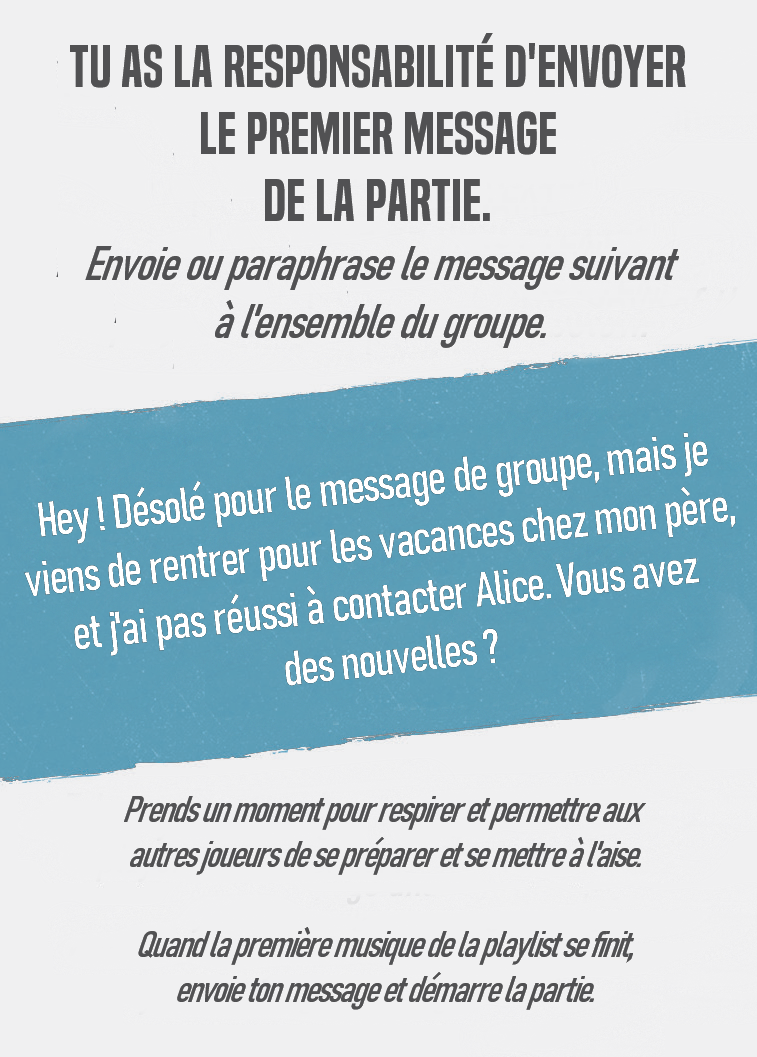 TU AS LA RESPONSABILITÉ D'ENVOYER
LE PREMIER MESSAGE
DE LA PARTIE.
Envoie ou paraphrase le message suivant
à l'ensemble du groupe.
Hey ! Désolé pour le message de groupe, mais je
viens de rentrer pour les vacances chez mon père,
et j'ai pas réussi à contacter Alice. Vous avez
des nouvelles ?
Prends un moment pour respirer et permettre aux
autres joueurs de se préparer et se mettre à l'aise.
Quand la première musique de la playlist se finit,
envoie ton message et démarre la partie.